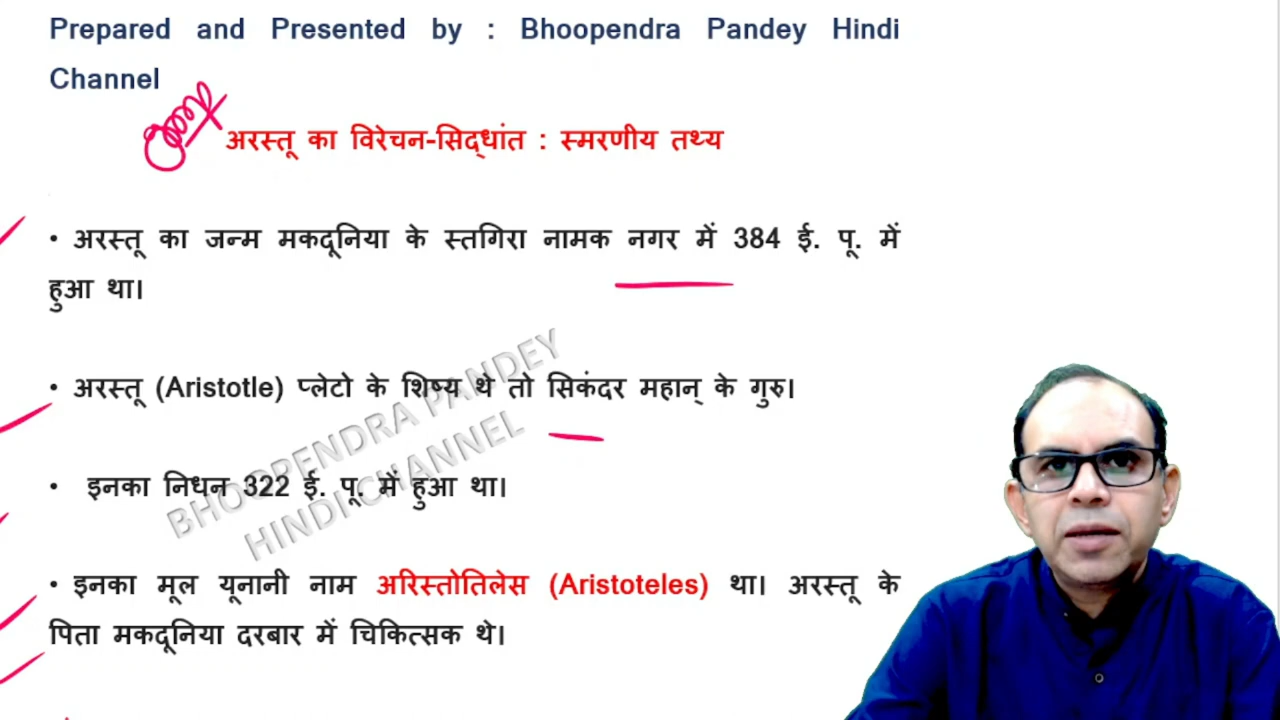 Prepared and Presented by : Bhoopendra Pandey Hindi
Channel
अरस्तू का विरेचन-सिद्धांत : स्मरणीय तथ्य
• अरस्तू का जन्म मकदूनिया के स्तगिरा नामक नगर में 384 ई. पू. में
हुआ था।
• अरस्तू (Aristotle) प्लेटो के शिष्य थे तो सिकंदर महान् के गुरु।
• इनका निधन 322 ई. पू. में हुआ था।
• इनका मूल यूनानी नाम अरिस्तोतिलेस (Aristoteles) था। अरस्तू के
पिता मकदूनिया दरबार में चिकित्सक थे।
BHOOPENDRA PANDEY
HINDI CHANNEL